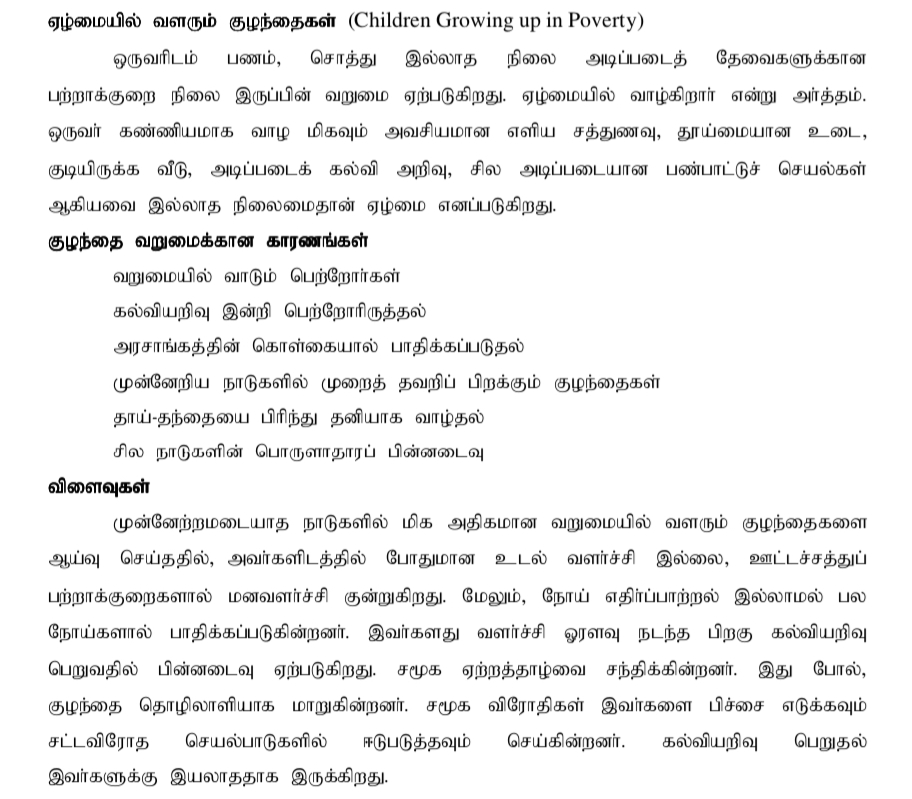 ஏழ்மையில் வளரும் குழந்தைகள் (Children Growing up in Poverty)
ஒருவரிடம் பணம், சொத்து இல்லாத நிலை அடிப்படைத் தேவைகளுக்கான
பற்றாக்குறை நிலை இருப்பின் வறுமை ஏற்படுகிறது. ஏழ்மையில் வாழ்கிறார் என்று அர்த்தம்.
ஒருவர் கண்ணியமாக வாழ மிகவும் அவசியமான எளிய சத்துணவு, தூய்மையான உடை,
குடியிருக்க வீடு, அடிப்படைக் கல்வி அறிவு, சில அடிப்படையான பண்பாட்டுச் செயல்கள்
ஆகியவை இல்லாத நிலைமைதான் ஏழ்மை எனப்படுகிறது.
குழந்தை வறுமைக்கான காரணங்கள்
வறுமையில் வாடும் பெற்றோர்கள்
கல்வியறிவு இன்றி பெற்றோரிருத்தல்
அரசாங்கத்தின் கொள்கையால் பாதிக்கப்படுதல்
முன்னேறிய நாடுகளில் முறைத் தவறிப் பிறக்கும் குழந்தைகள்
தாய்-தந்தையை பிரிந்து தனியாக வாழ்தல்
சில நாடுகளின் பொருளாதாரப் பின்னடைவு
விளைவுகள்
முன்னேற்றமடையாத நாடுகளில் மிக அதிகமான வறுமையில் வளரும் குழந்தைகளை
ஆய்வு செய்ததில், அவர்களிடத்தில் போதுமான உடல் வளர்ச்சி இல்லை, ஊட்டச்சத்துப்
பற்றாக்குறைகளால் மனவளர்ச்சி குன்றுகிறது. மேலும், நோய் எதிர்ப்பாற்றல் இல்லாமல் பல
நோய்களால் பாதிக்கப்படுகின்றனர். இவர்களது வளர்ச்சி ஓரளவு நடந்த பிறகு கல்வியறிவு
பெறுவதில் பின்னடைவு ஏற்படுகிறது. சமூக ஏற்றத்தாழ்வை சந்திக்கின்றனர். இது போல்,
குழந்தை தொழிலாளியாக மாறுகின்றனர். சமூக விரோதிகள் இவர்களை பிச்சை எடுக்கவும்
சட்டவிரோத செயல்பாடுகளில் ஈடுபடுத்தவும் செய்கின்றனர். கல்வியறிவு பெறுதல்
இவர்களுக்கு இயலாததாக இருக்கிறது.